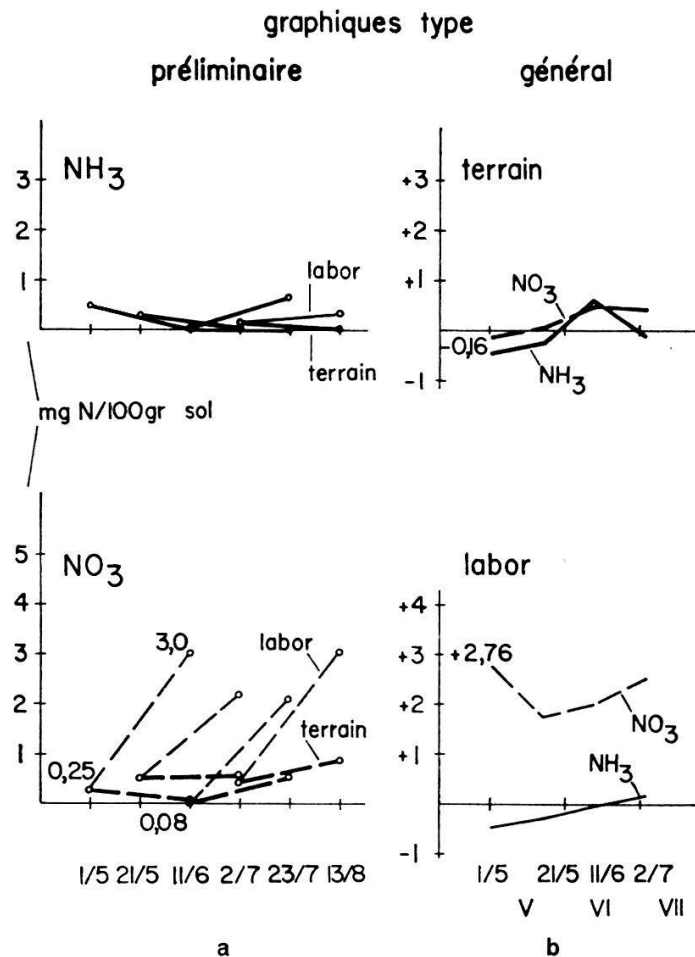 graphiques type
préliminaire
général
NH3
3
2
1
labor
terrain
mg N/100gr sol
NO3
5
4
3
2
1
3,0
labor
terrain
0,25
0,08
1/5 21/5 11/6 2/7 23/7 13/8
a
terrain
+3
+2
+1
NO3
-0,16
NH3
-1
labor
+4
+3
+2,76
+2
NO3
+1
NH3
-1
1/5 21/5 11/6 2/7
V VI VII
b